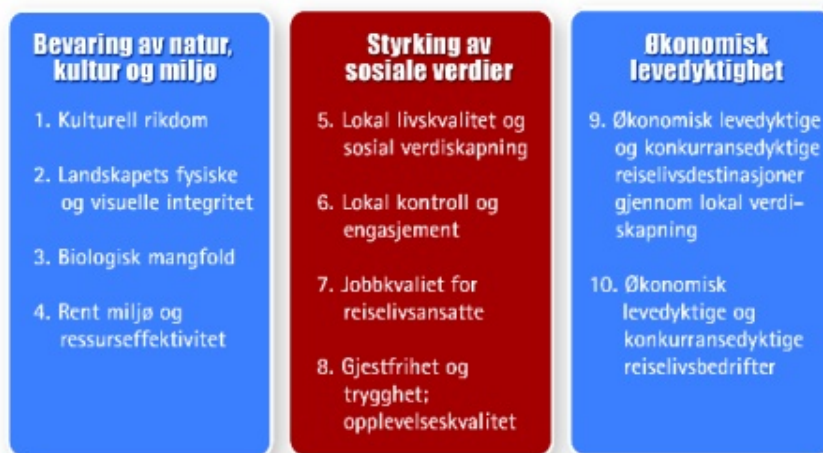 Bevaring av natur,
kultur og miljø
1. Kulturell rikdom
2. Landskapets fysiske
og visuelle integritet
3. Biologisk mangfold
4. Rent miljø og
ressurseffektivitet
Styrking av
sosiale verdier
5. Lokal livskvalitet og
sosial verdiskapning
6. Lokal kontroll og
engasjement
7. Jobbkvaliet for
reiselivsansatte
8. Gjestfrihet og
trygghet;
opplevelseskvalitet
Økonomisk
levedyktighet
9. Økonomisk levedyktige
og konkurransedyktige
reiselivsdestinasjoner
gjennom lokal verdi-
skapning
10. Økonomisk
levedyktige og
konkurransedyktige
reiselivsbedrifter